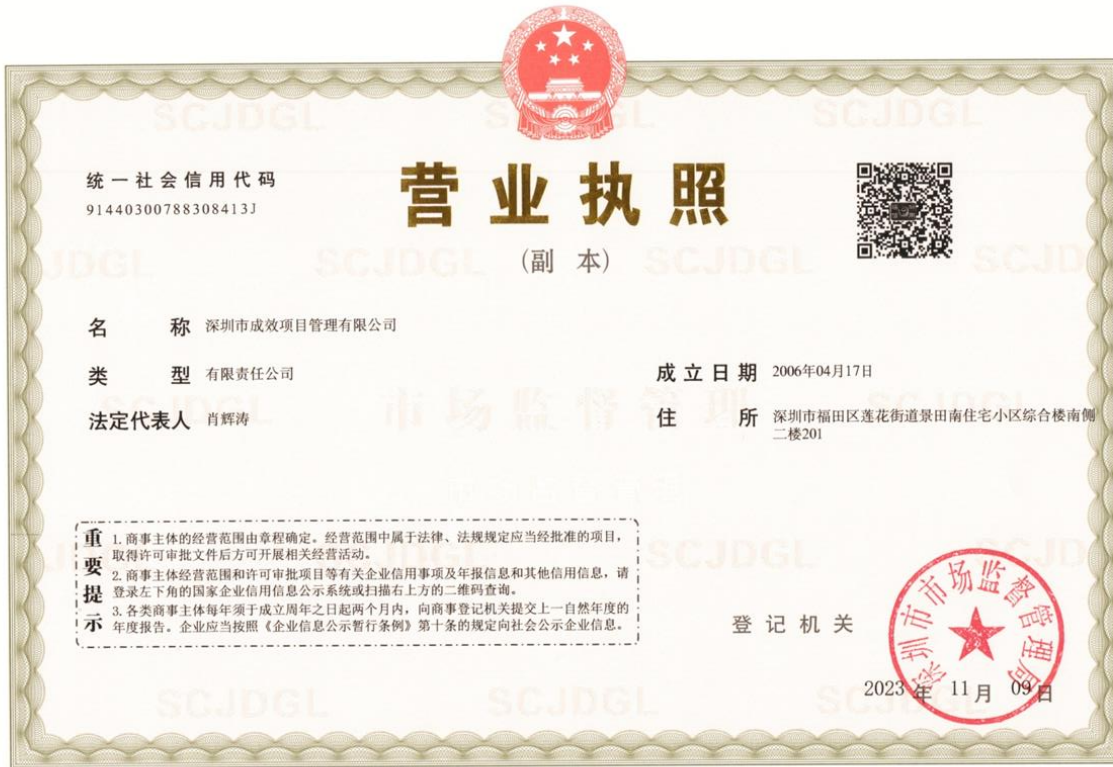 统一社会信用代码
91440300788308413J
营业执照
(副 本)
名 称 深圳市成效项目管理有限公司
类 型 有限责任公司
成立日期 2006年04月17日
法定代表人 肖辉涛
住 所 深圳市福田区莲花街道景田南住宅小区综合楼南侧
二楼201
重要提示
1. 商事主体的经营范围由章程确定。经营范围中属于法律、法规规定应当经批准的项目,
取得许可审批文件后方可开展相关经营活动。
2. 商事主体经营范围和许可审批项目等有关企业信用事项及年报信息和其他信用信息,请
登录左下角的国家企业信用信息公示系统或扫描右上方的二维码查询。
3. 各类商事主体每年须于成立周年之日起两个月内,向商事登记机关提交上一自然年度的
年度报告。企业应当按照《企业信息公示暂行条例》第十条的规定向社会公示企业信息。
登记机关
深圳市市场监督管理局
2023 年 11 月 09 日
SCJDGL
市场监督管理